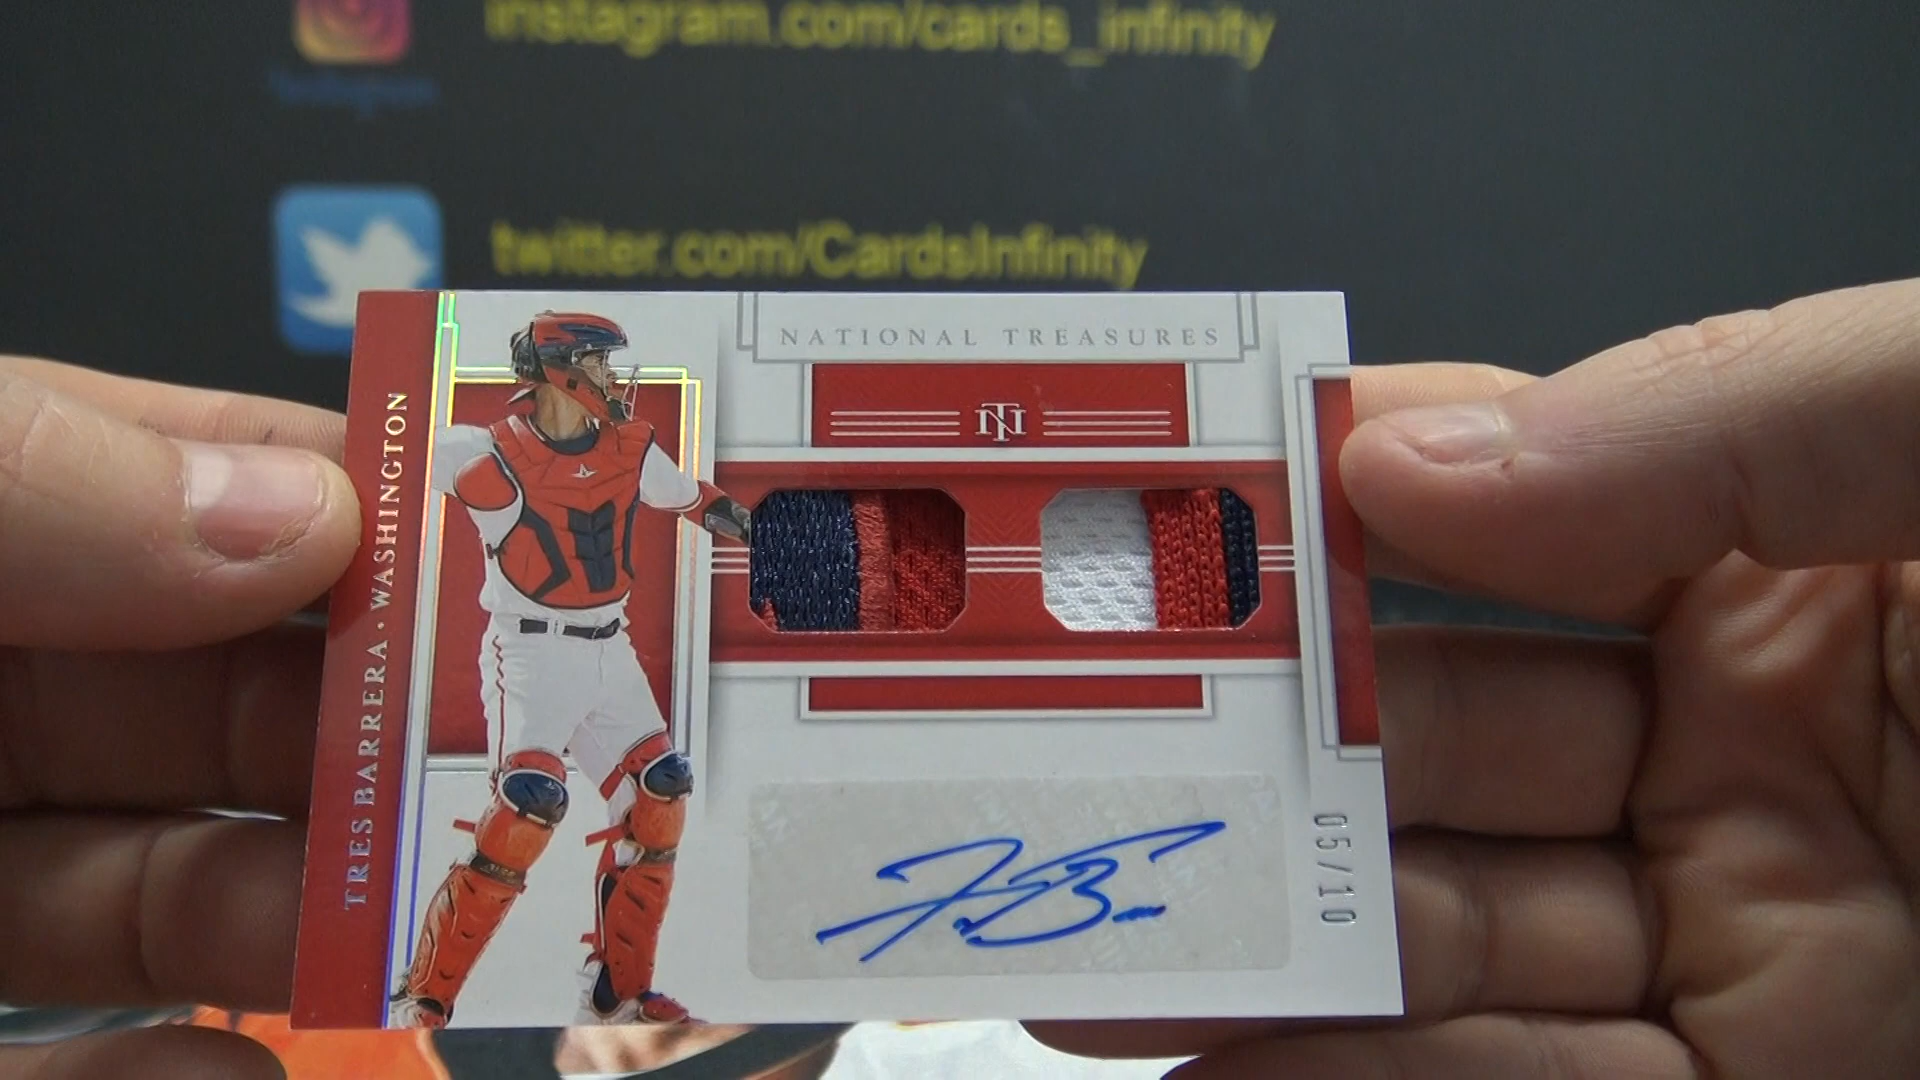 instagram.com/cards_infinity
twitter.com/CardsInfinity
NATIONAL TREASURES
NT
TRES BARRERA · WASHINGTON
05/10